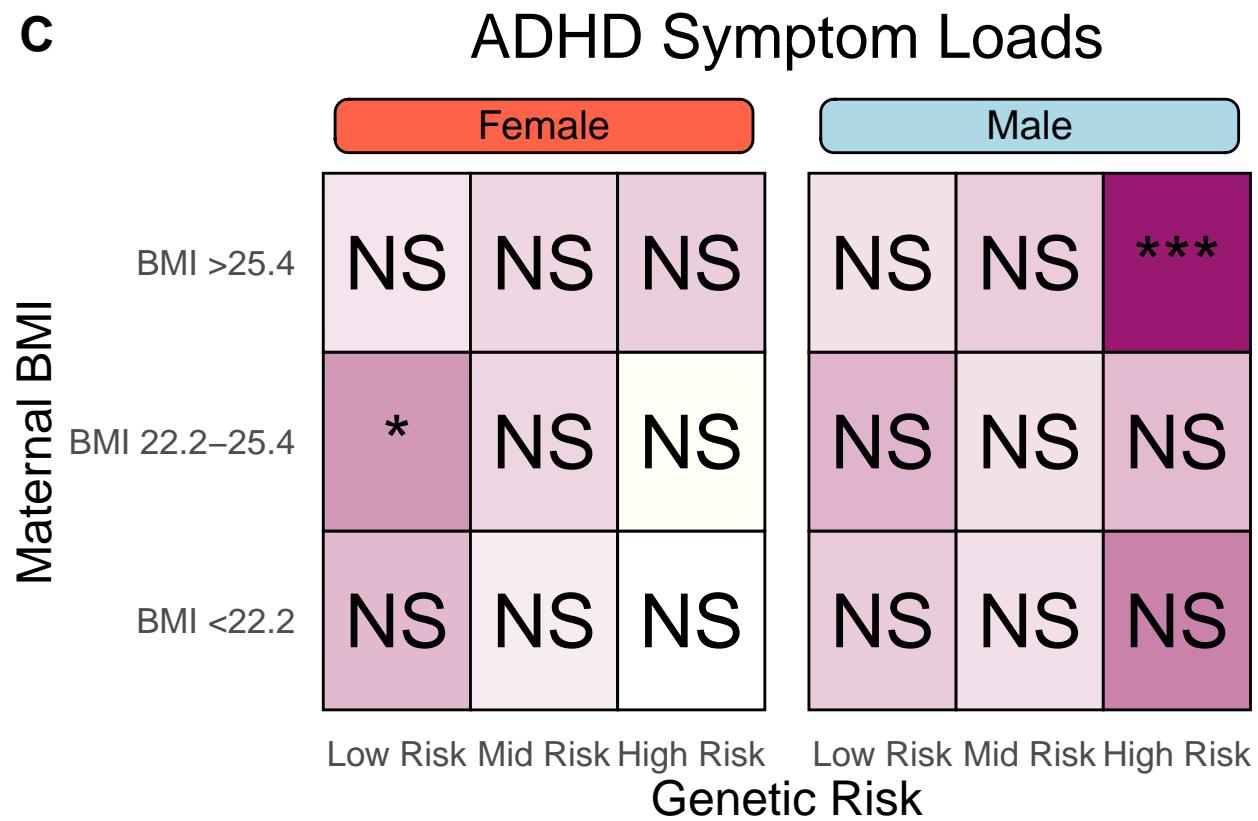 C
ADHD Symptom Loads
Female Male
BMI >25.4 NS NS NS NS NS ***
BMI 22.2–25.4 * NS NS NS NS NS
BMI <22.2 NS NS NS NS NS NS
Maternal BMI
Low Risk Mid Risk High Risk Low Risk Mid Risk High Risk
Genetic Risk